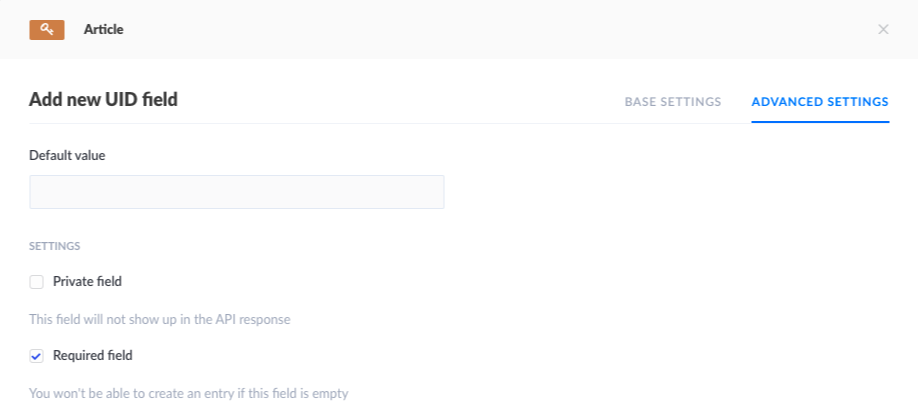 Article
Add new UID field
BASE SETTINGS
ADVANCED SETTINGS
Default value
SETTINGS
Private field
This field will not show up in the API response
Required field
You won't be able to create an entry if this field is empty